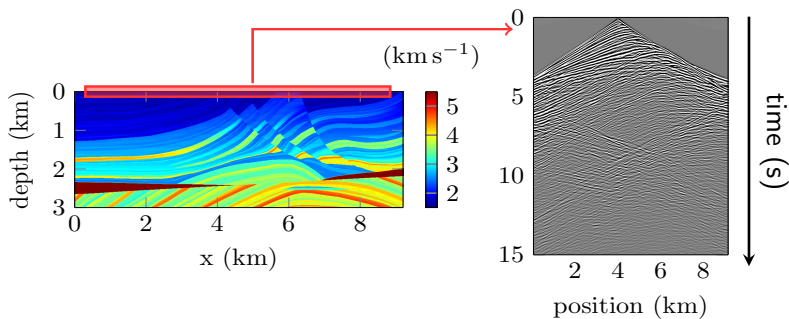 (km s⁻¹)
depth (km)
0
1
2
3
0 2 4 6 8
x (km)
5
4
3
2
0
5
10
15
2 4 6 8
position (km)
time (s)